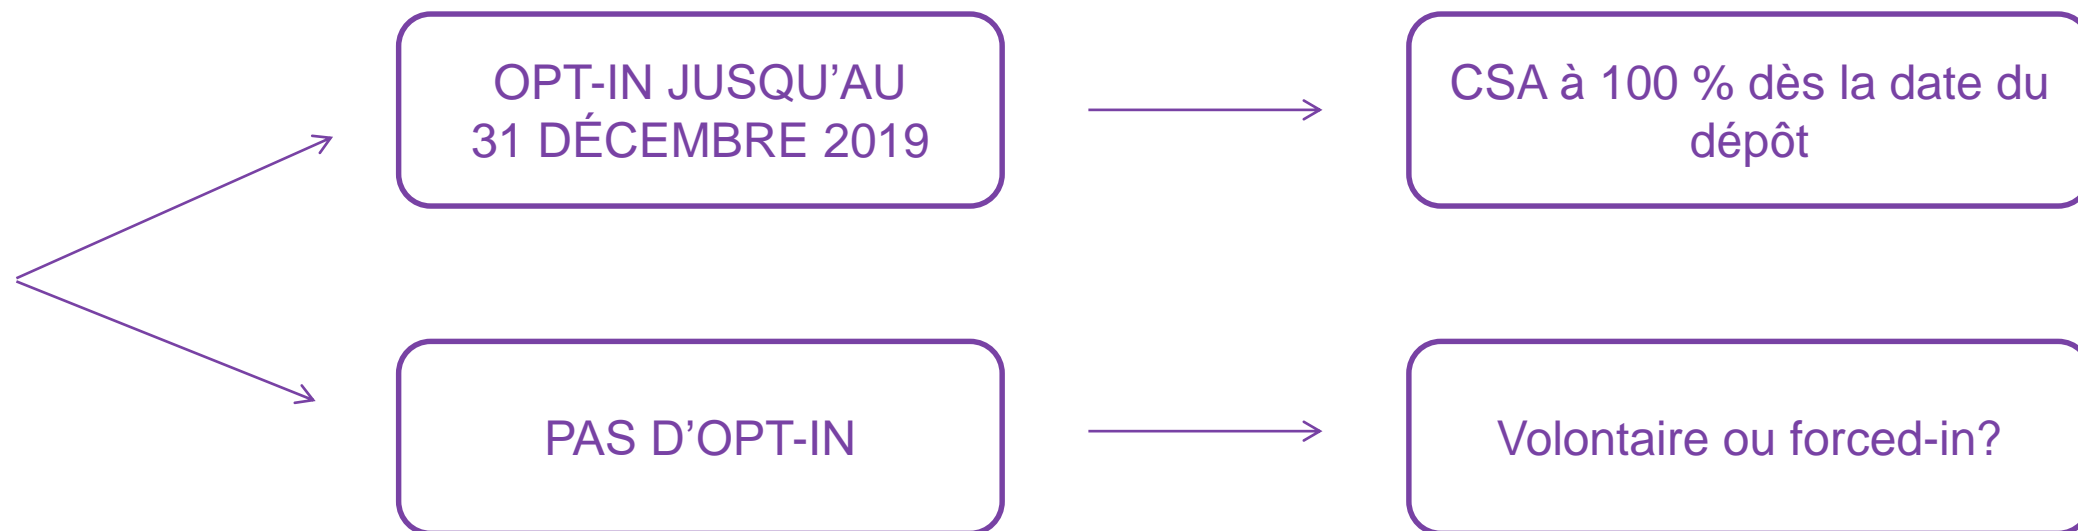 OPT-IN JUSQU’AU
31 DÉCEMBRE 2019
CSA à 100 % dès la date du
dépôt
PAS D’OPT-IN
Volontaire ou forced-in?